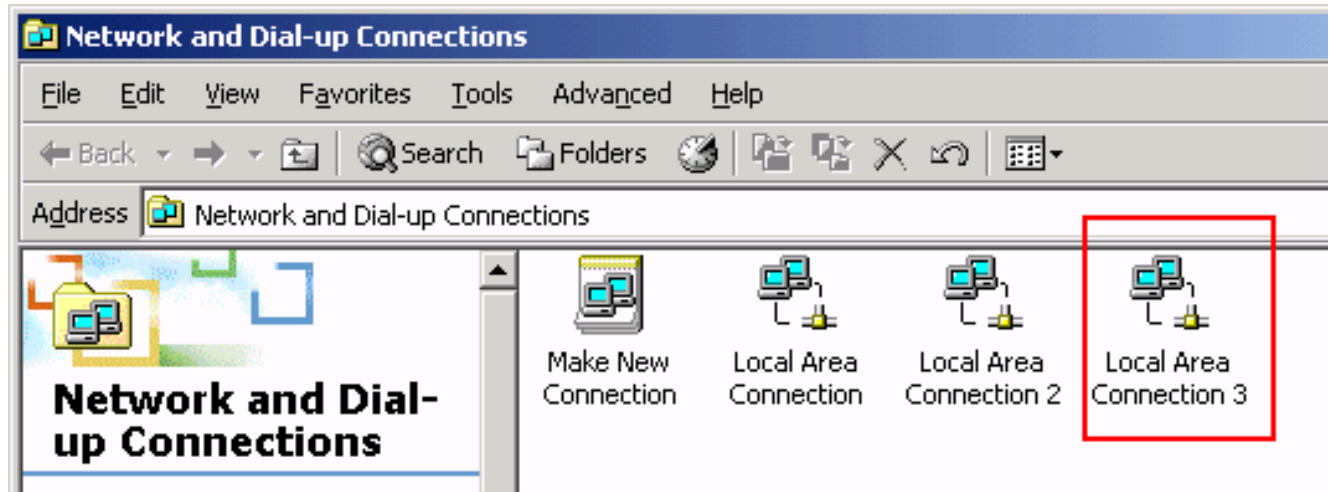 Network and Dial-up Connections
File Edit View Favorites Tools Advanced Help
Back Search Folders
Address Network and Dial-up Connections
Make New Connection
Local Area Connection
Local Area Connection 2
Local Area Connection 3
Network and Dial-
up Connections